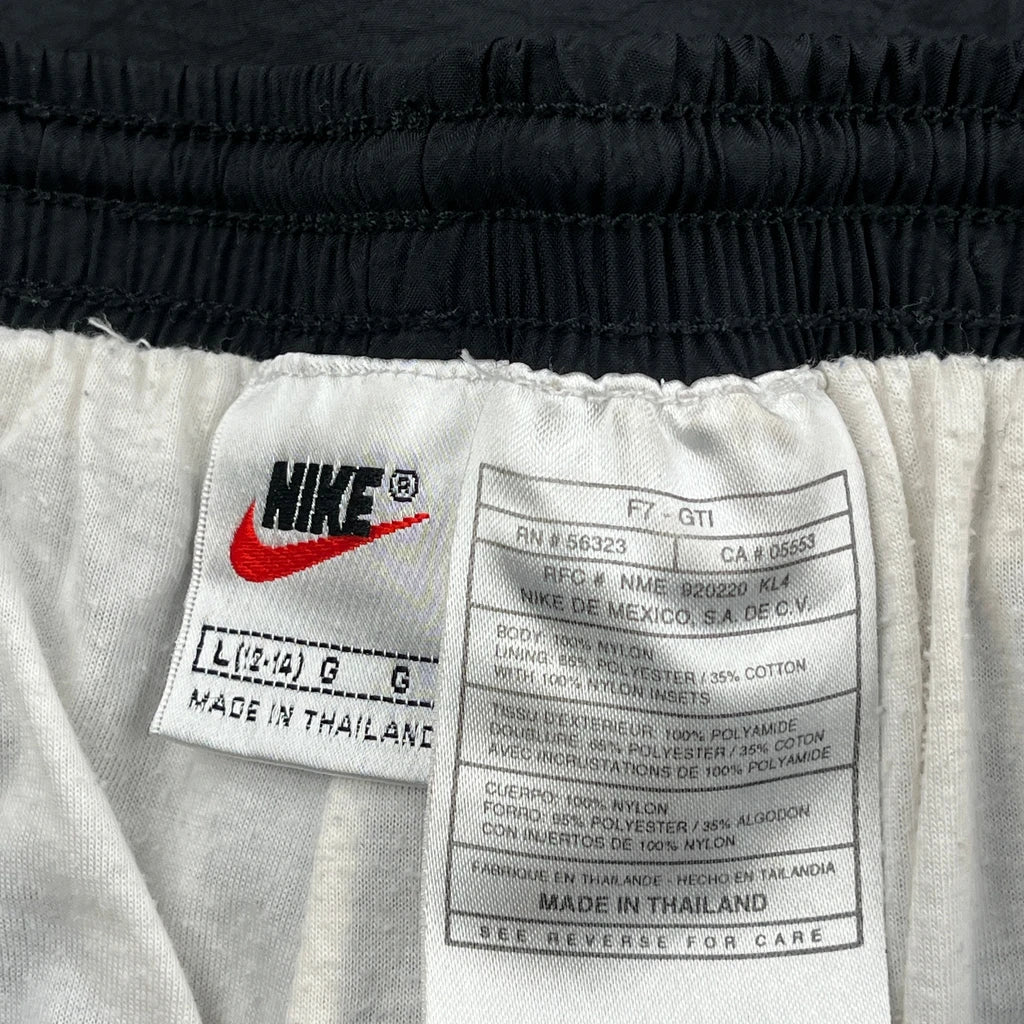 NIKE®
L(12-14) G G
MADE IN THAILAND
F7 - GTI
RN # 56323 CA # 05553
RFC # NME 920220 KL4
NIKE DE MEXICO, S.A. DE C.V.
BODY: 100% NYLON
LINING: 65% POLYESTER / 35% COTTON
WITH 100% NYLON INSETS
TISSU D'EXTERIEUR: 100% POLYAMIDE
DOUBLURE: 65% POLYESTER / 35% COTON
AVEC INCRUSTATIONS DE 100% POLYAMIDE
CUERPO: 100% NYLON
FORRO: 65% POLYESTER / 35% ALGODON
CON INJERTOS DE 100% NYLON
FABRIQUE EN THAILANDE - HECHO EN TAILANDIA
MADE IN THAILAND
SEE REVERSE FOR CARE